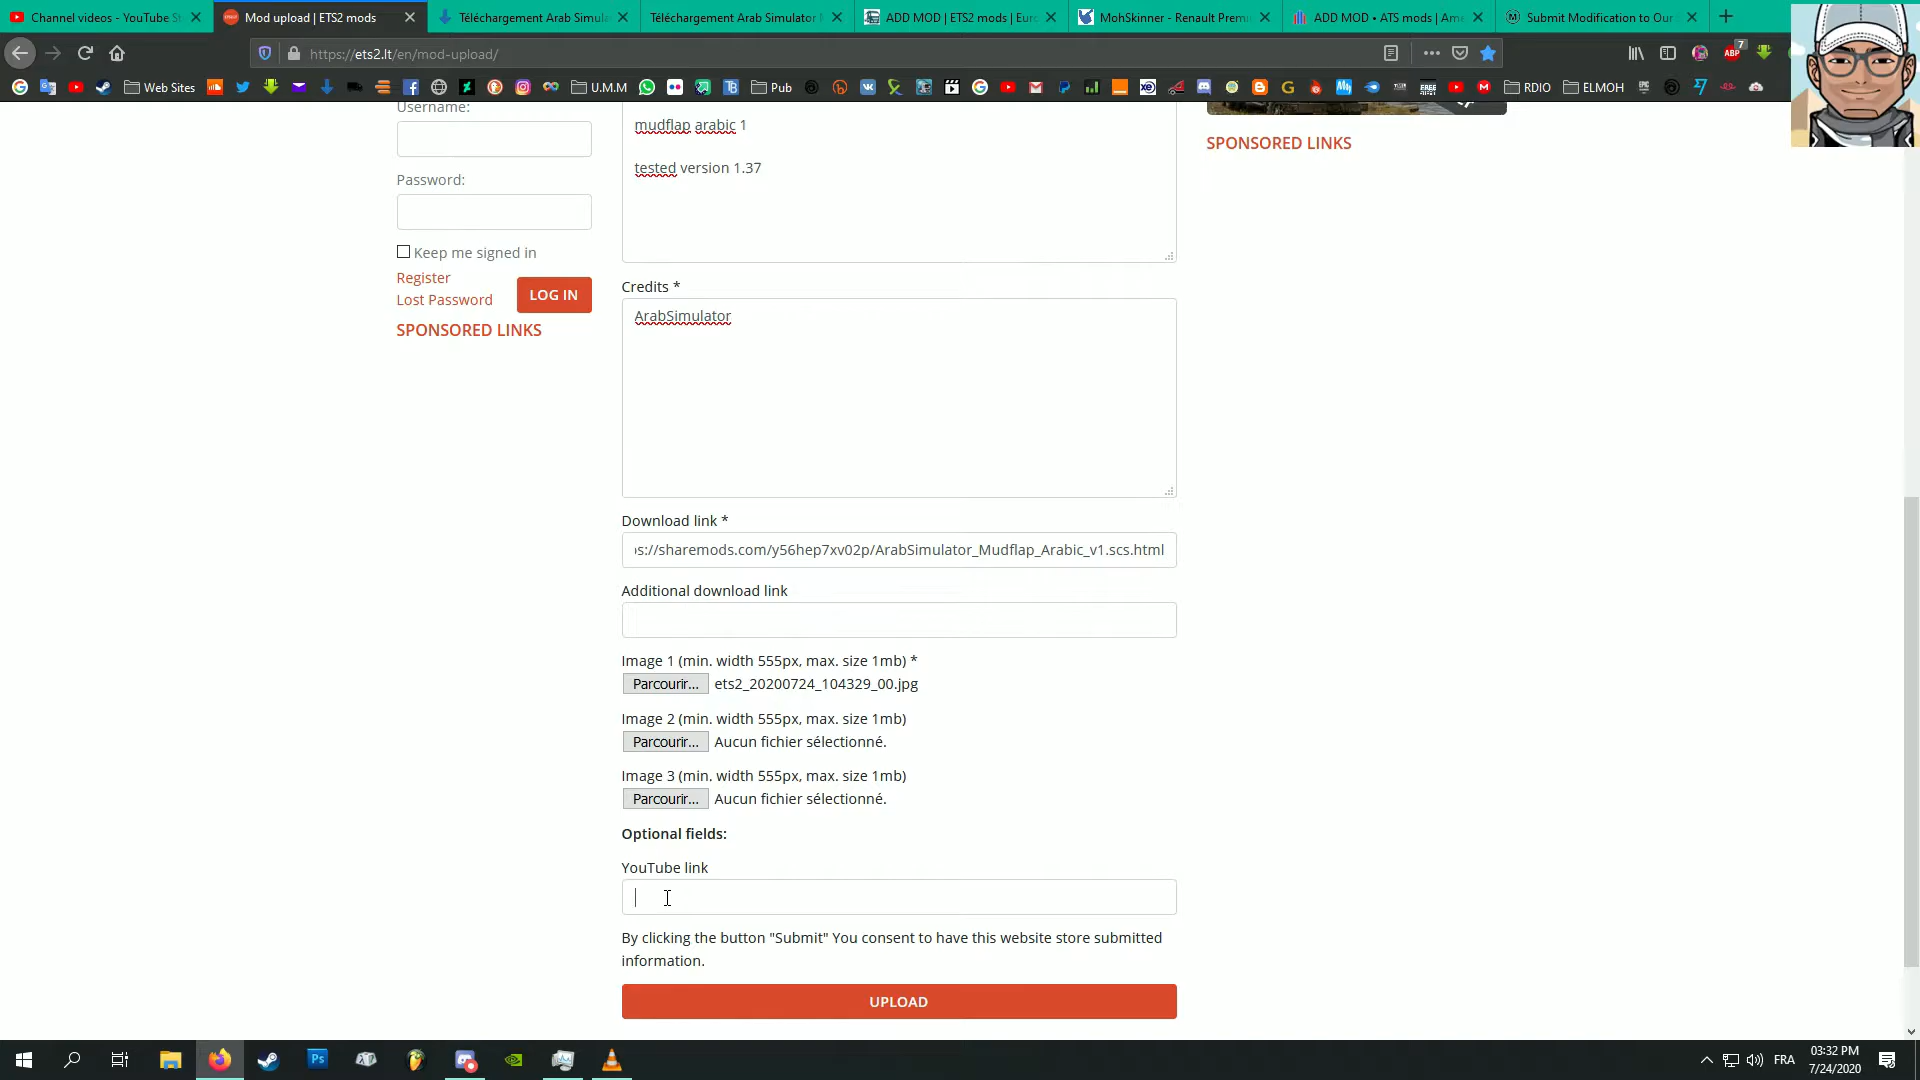 Channel videos - YouTube St
Mod upload | ETS2 mods
Téléchargement Arab Simula
Téléchargement Arab Simulator
ADD MOD | ETS2 mods | Euro
MohSkinner - Renault Premi
ADD MOD • ATS mods | Ame
Submit Modification to Our
https://ets2.lt/en/mod-upload/
ABP
7
Web Sites
U.M.M
Pub
RDIO
ELMOH
Username:
Password:
Keep me signed in
Register
Lost Password
LOG IN
SPONSORED LINKS
mudflap arabic 1
tested version 1.37
Credits *
ArabSimulator
Download link *
os://sharemods.com/y56hep7xv02p/ArabSimulator_Mudflap_Arabic_v1.scs.html
Additional download link
Image 1 (min. width 555px, max. size 1mb) *
Parcourir... ets2_20200724_104329_00.jpg
Image 2 (min. width 555px, max. size 1mb)
Parcourir... Aucun fichier sélectionné.
Image 3 (min. width 555px, max. size 1mb)
Parcourir... Aucun fichier sélectionné.
Optional fields:
YouTube link
By clicking the button "Submit" You consent to have this website store submitted
information.
UPLOAD
SPONSORED LINKS
FRA
03:32 PM
7/24/2020